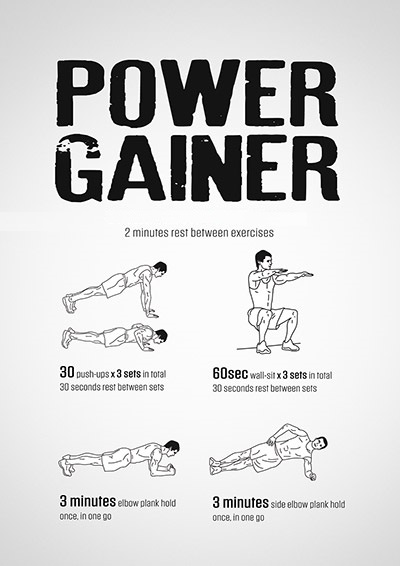 POWER
GAINER
2 minutes rest between exercises
30 push-ups x 3 sets in total
30 seconds rest between sets
60sec wall-sit x 3 sets in total
30 seconds rest between sets
3 minutes elbow plank hold
once, in one go
3 minutes side elbow plank hold
once, in one go